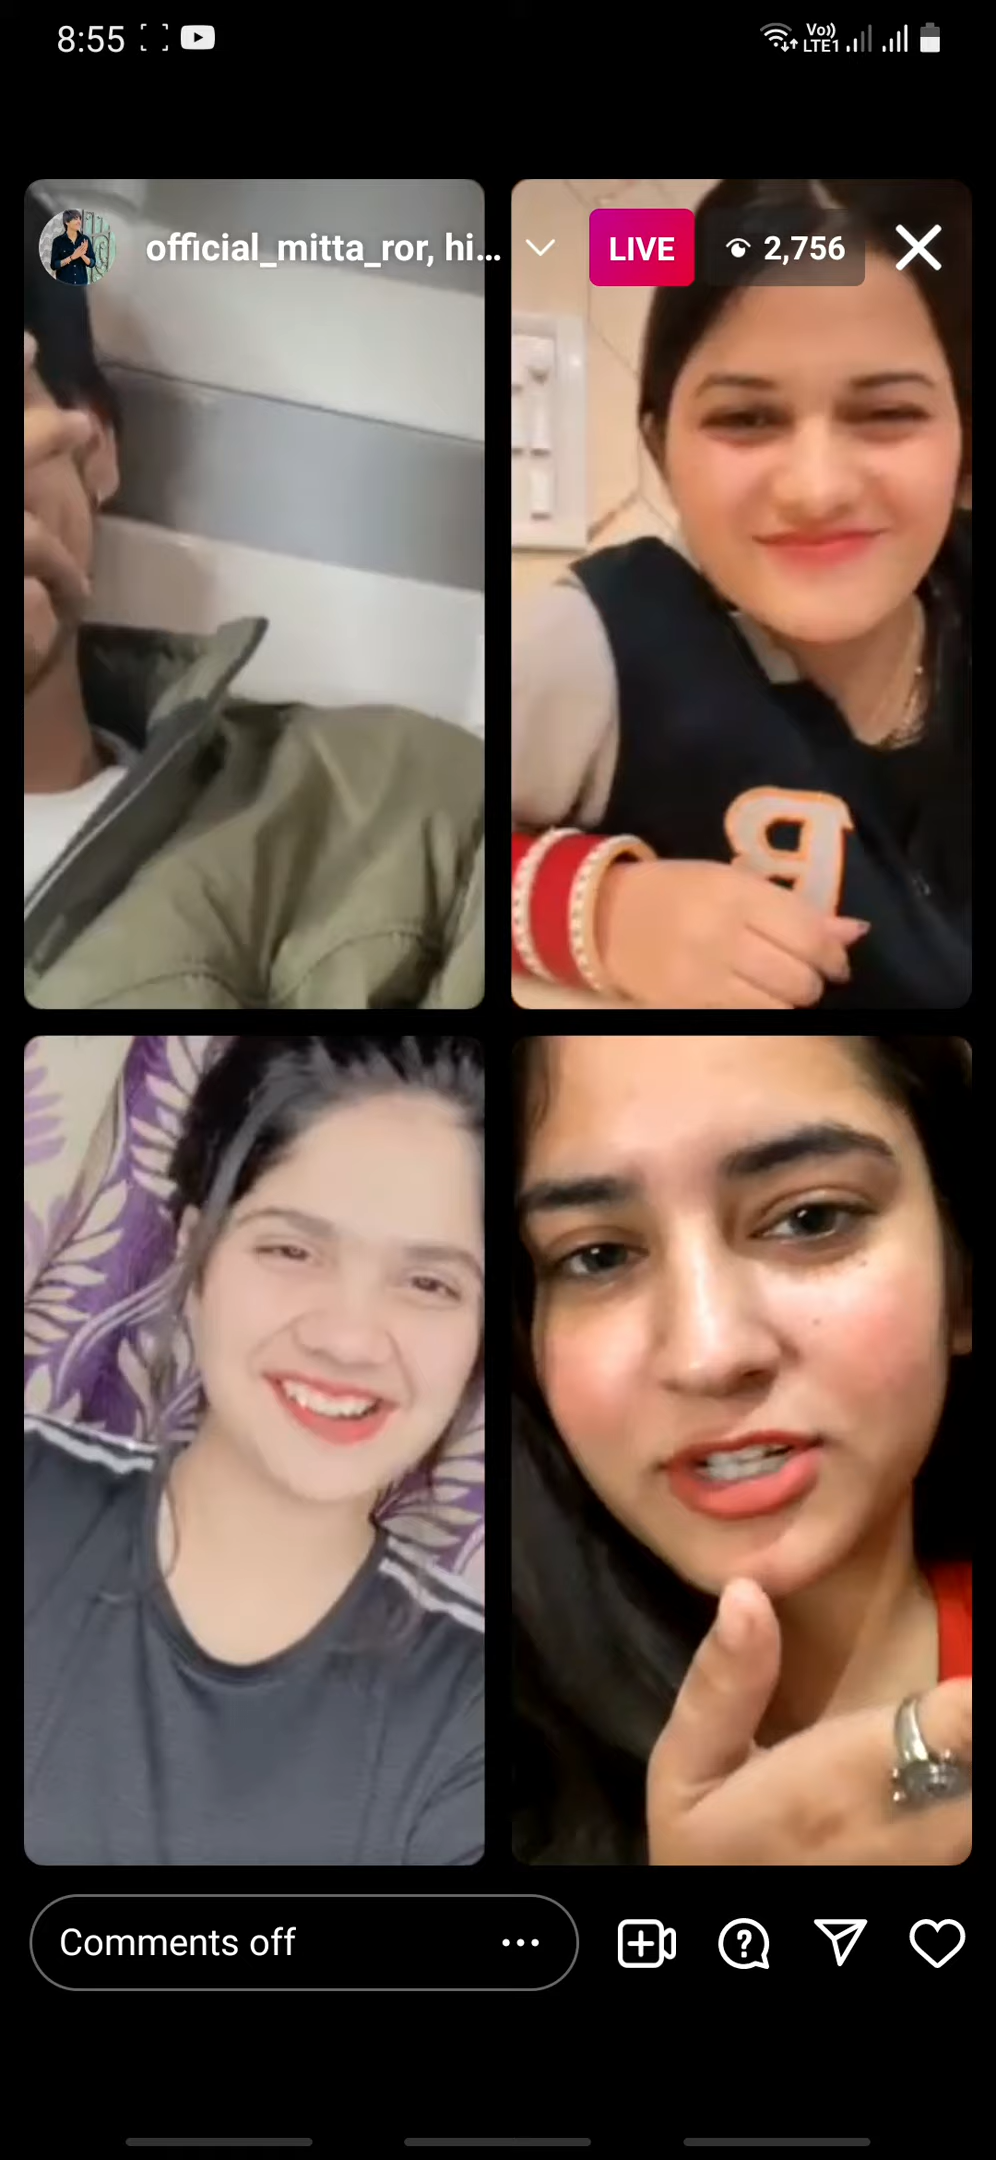 8:55
Vo))
LTE1
official_mitta_ror, hi...
LIVE
2,756
Comments off